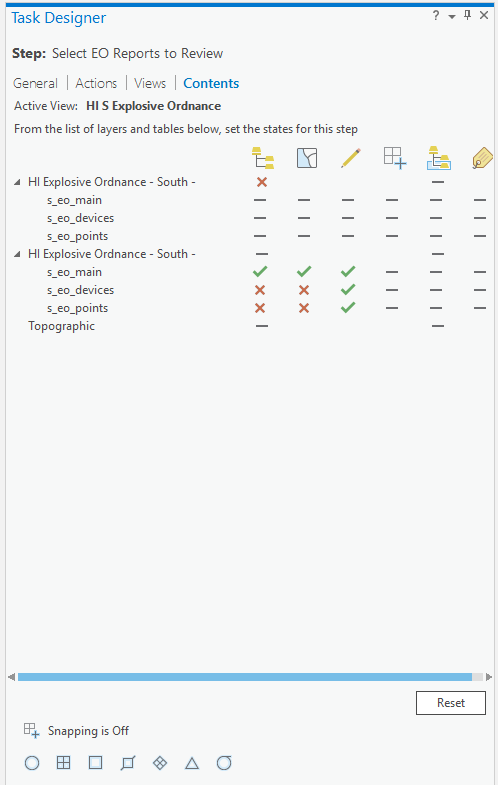 Task Designer
?
Step: Select EO Reports to Review
General Actions Views Contents
Active View: HI S Explosive Ordnance
From the list of layers and tables below, set the states for this step
HI Explosive Ordnance - South -
s_eo_main
s_eo_devices
s_eo_points
HI Explosive Ordnance - South -
s_eo_main
s_eo_devices
s_eo_points
Topographic
Reset
Snapping is Off